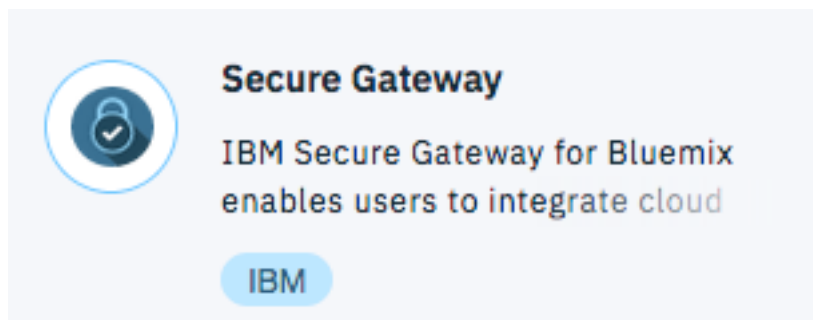 Secure Gateway
IBM Secure Gateway for Bluemix
enables users to integrate cloud
IBM